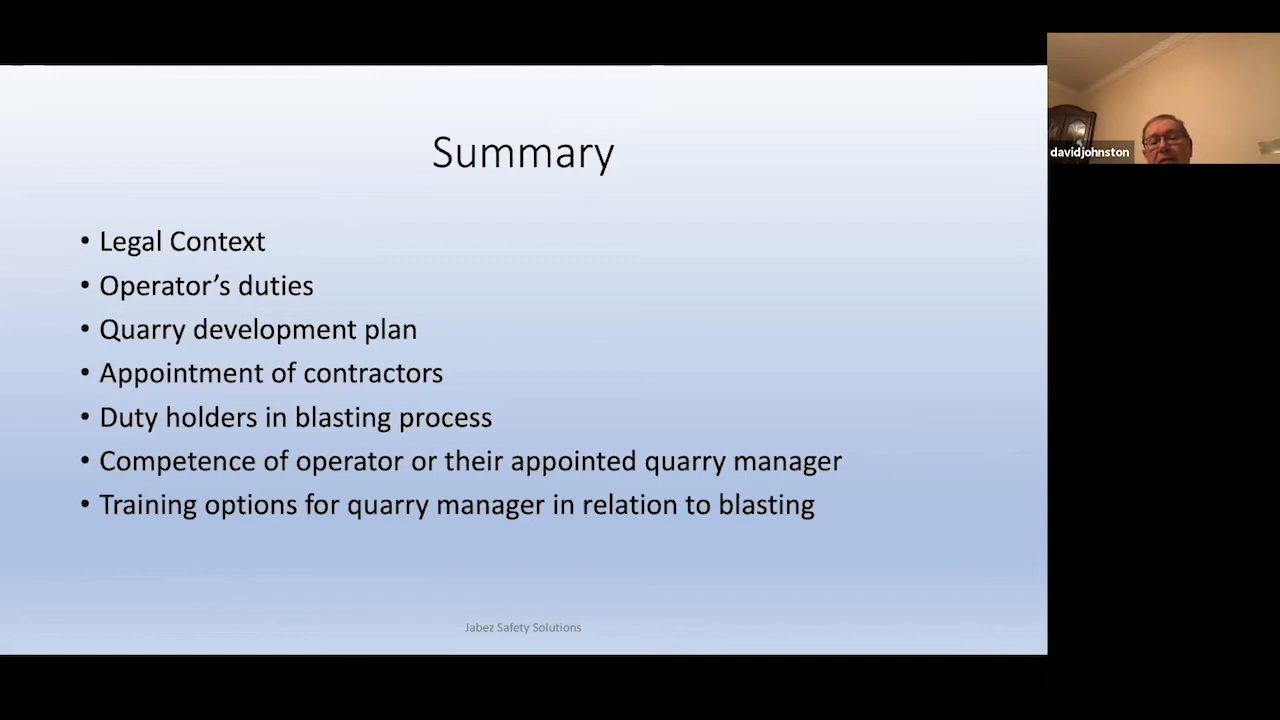 Summary
• Legal Context
• Operator’s duties
• Quarry development plan
• Appointment of contractors
• Duty holders in blasting process
• Competence of operator or their appointed quarry manager
• Training options for quarry manager in relation to blasting
Jabez Safety Solutions
davidjohnston